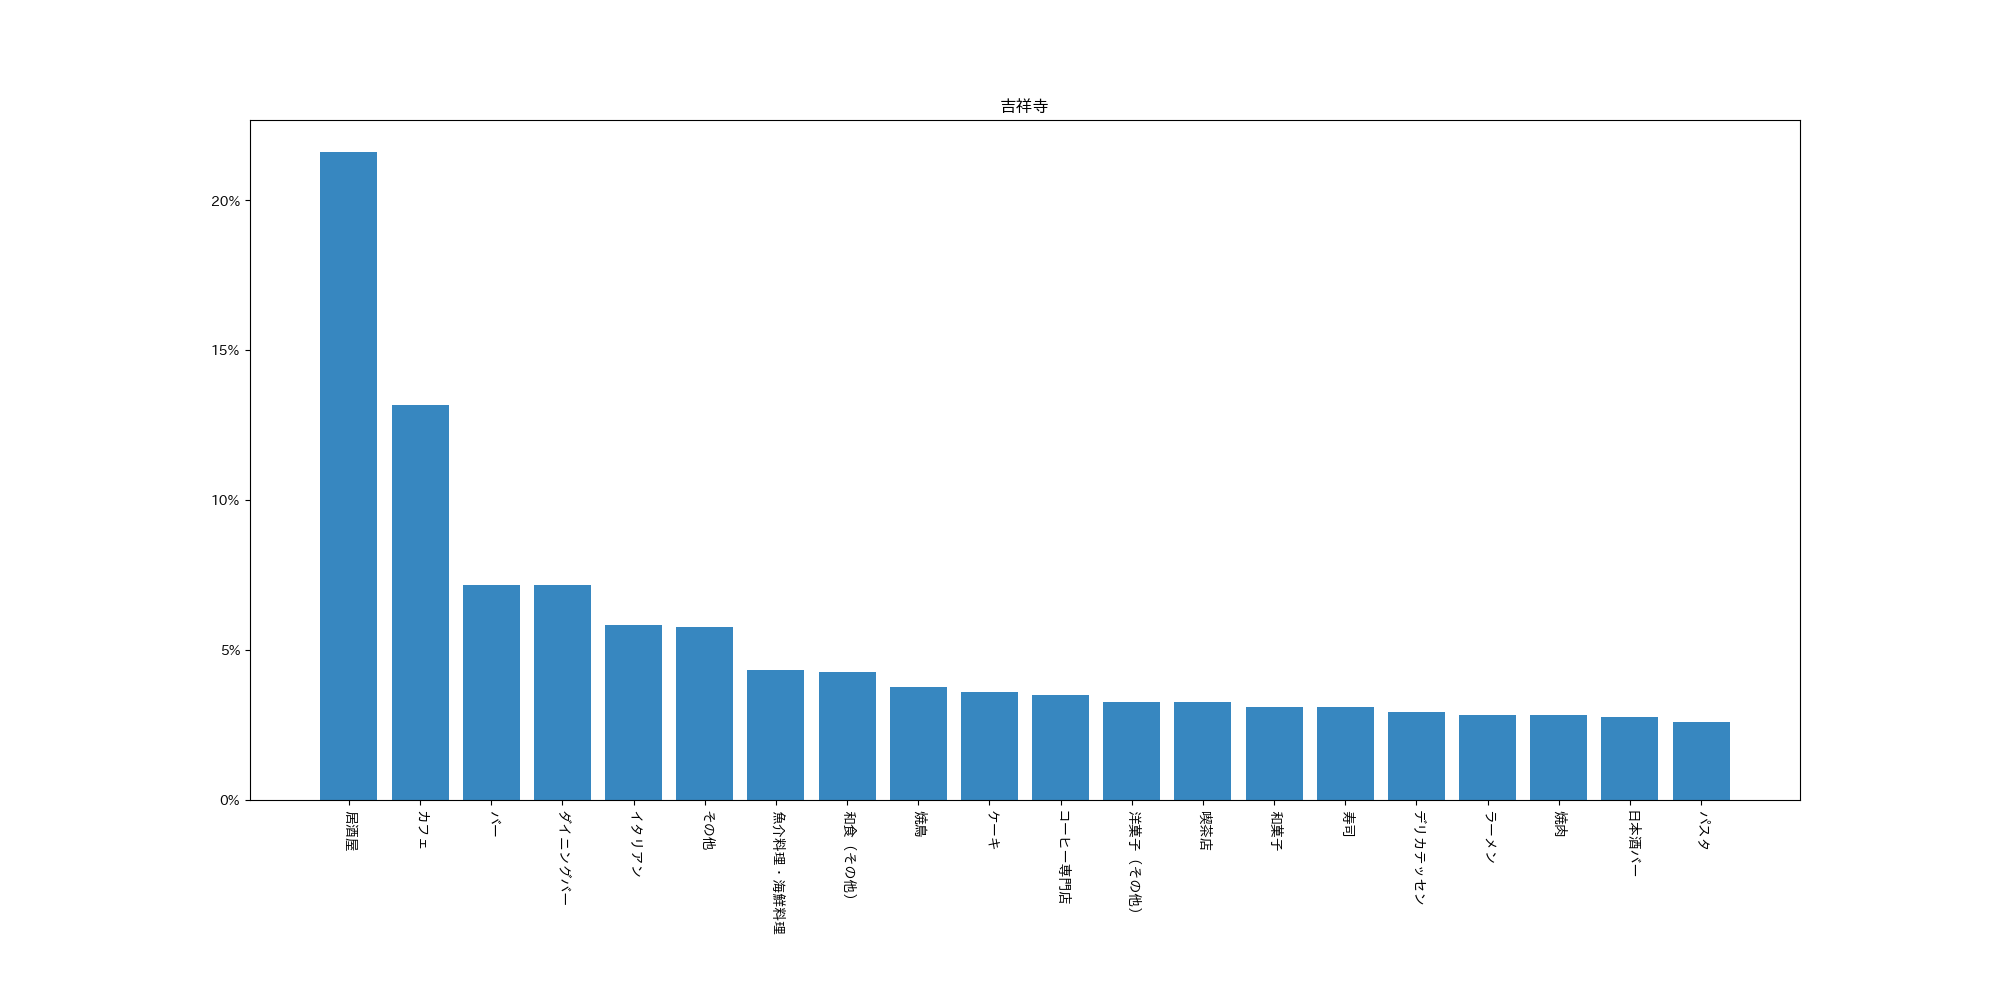 吉祥寺
20%
15%
10%
5%
0%
居酒屋
カフェ
バー
ダイニングバー
イタリアン
その他
魚介料理・海鮮料理
和食（その他）
焼鳥
ケーキ
コーヒー専門店
洋菓子（その他）
喫茶店
和菓子
寿司
デリカテッセン
ラーメン
焼肉
日本酒バー
パスタ